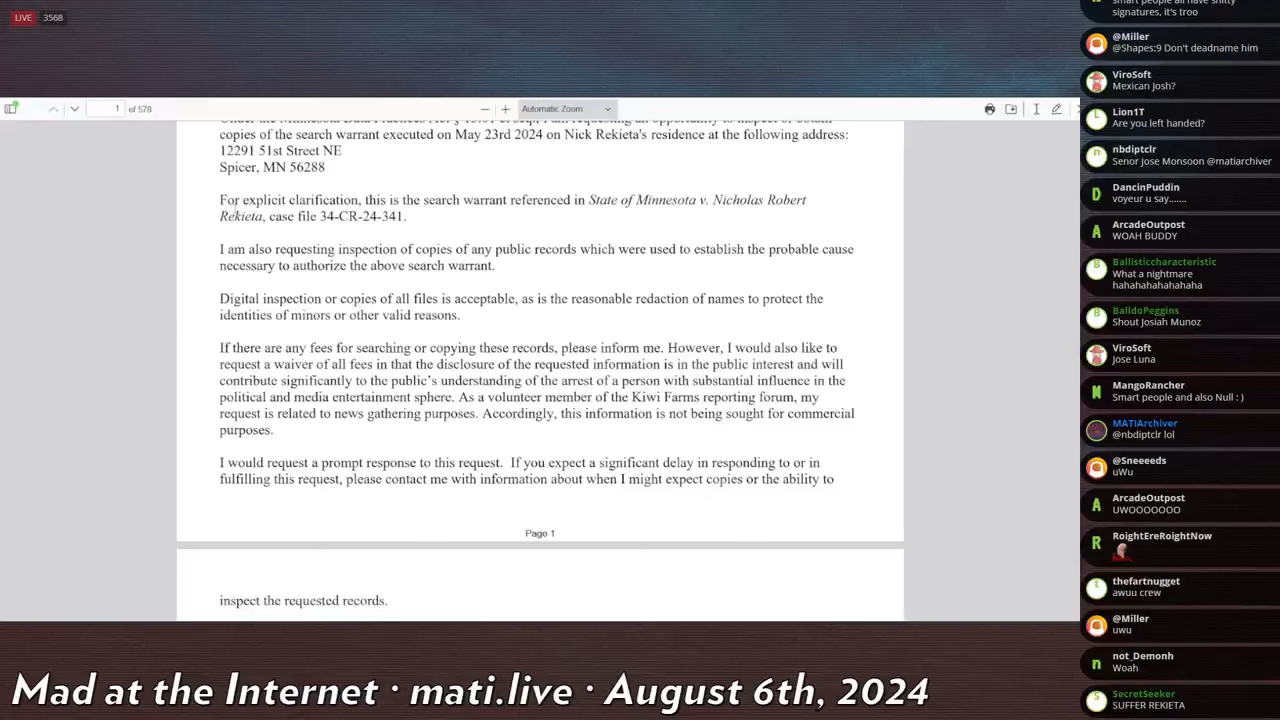 LIVE 3568
1 of 578
Automatic Zoom
copies of the search warrant executed on May 23rd 2024 on Nick Rekieta's residence at the following address:
12291 51st Street NE
Spicer, MN 56288
For explicit clarification, this is the search warrant referenced in State of Minnesota v. Nicholas Robert
Rekieta, case file 34-CR-24-341.
I am also requesting inspection of copies of any public records which were used to establish the probable cause
necessary to authorize the above search warrant.
Digital inspection or copies of all files is acceptable, as is the reasonable redaction of names to protect the
identities of minors or other valid reasons.
If there are any fees for searching or copying these records, please inform me. However, I would also like to
request a waiver of all fees in that the disclosure of the requested information is in the public interest and will
contribute significantly to the public's understanding of the arrest of a person with substantial influence in the
political and media entertainment sphere. As a volunteer member of the Kiwi Farms reporting forum, my
request is related to news gathering purposes. Accordingly, this information is not being sought for commercial
purposes.
I would request a prompt response to this request. If you expect a significant delay in responding to or in
fulfilling this request, please contact me with information about when I might expect copies or the ability to
Page 1
inspect the requested records.
smart people all have shitty
signatures, it's troo
@Miller
@Shapes:9 Don't deadname him
ViroSoft
Mexican Josh?
Lion1T
Are you left handed?
nbdiptclr
Senor Jose Monsoon @matiarchiver
DancinPuddin
voyeur u say.......
ArcadeOutpost
WOAH BUDDY
Ballisticcharacteristic
What a nightmare
hahahahahahaha
BalldoPeggins
Shout Josiah Munoz
ViroSoft
Jose Luna
MangoRancher
Smart people and also Null : )
MATIArchiver
@nbdiptclr lol
@Sneeeeds
uWu
ArcadeOutpost
UWOOOOOOO
RoightEreRoightNow
thefartnugget
awuu crew
@Miller
uwu
not_Demonh
Woah
SecretSeeker
SUFFER REKIETA
Mad at the Internet · mati.live · August 6th, 2024